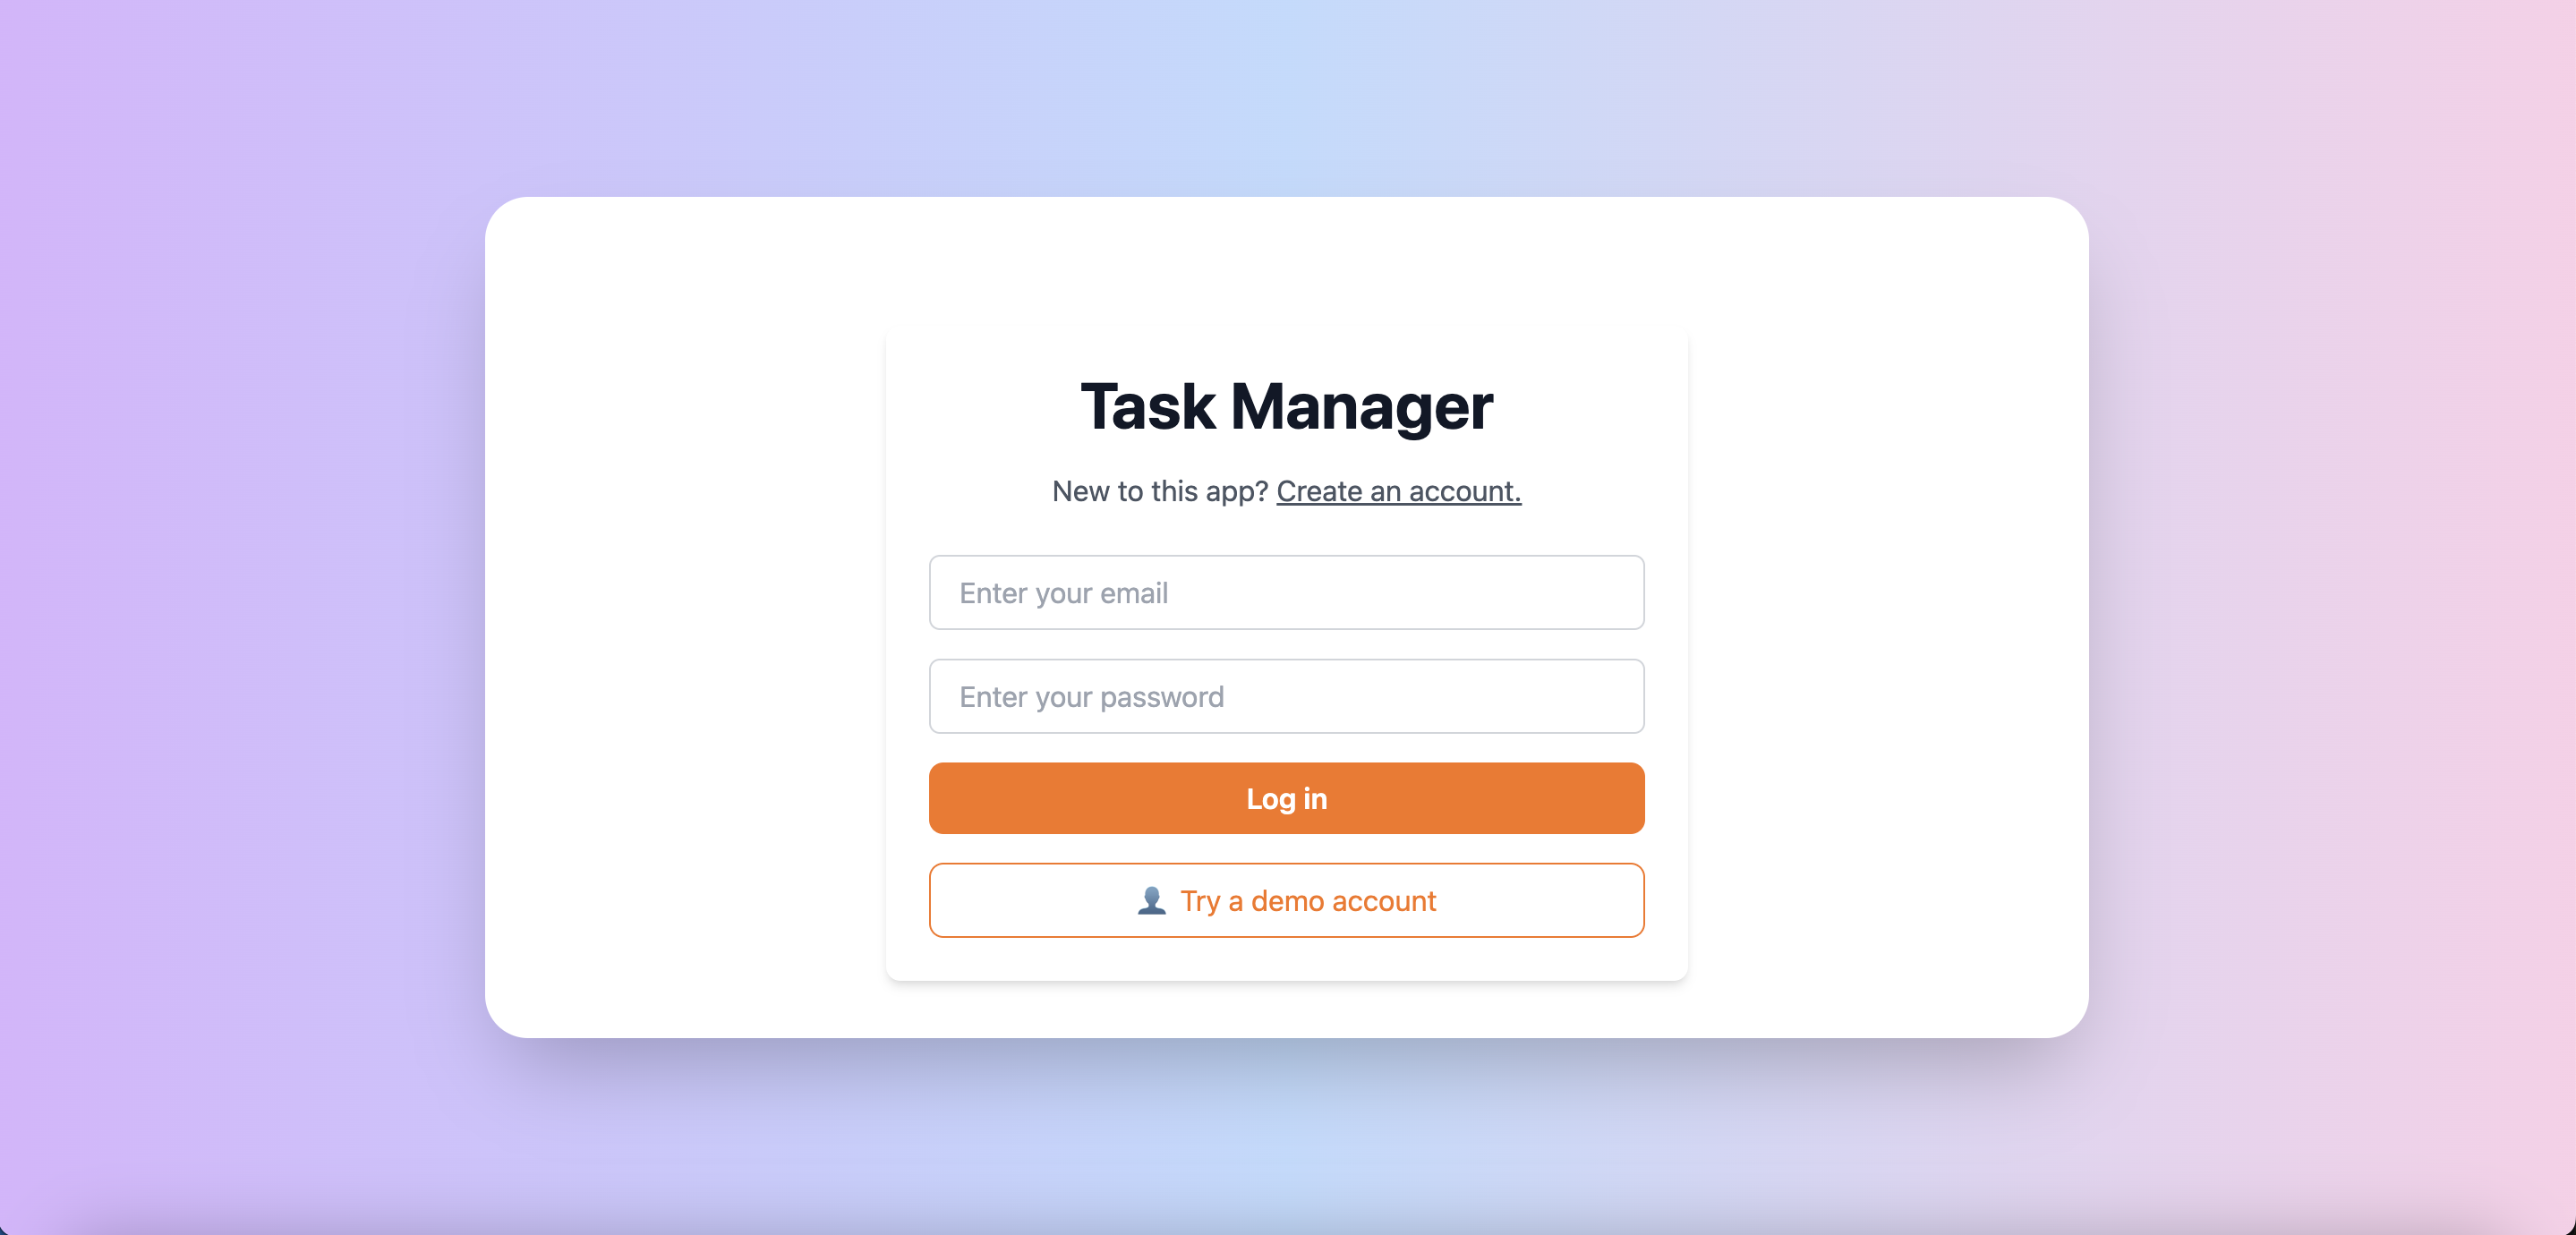 Task Manager
New to this app? Create an account.
Enter your email
Enter your password
Log in
Try a demo account